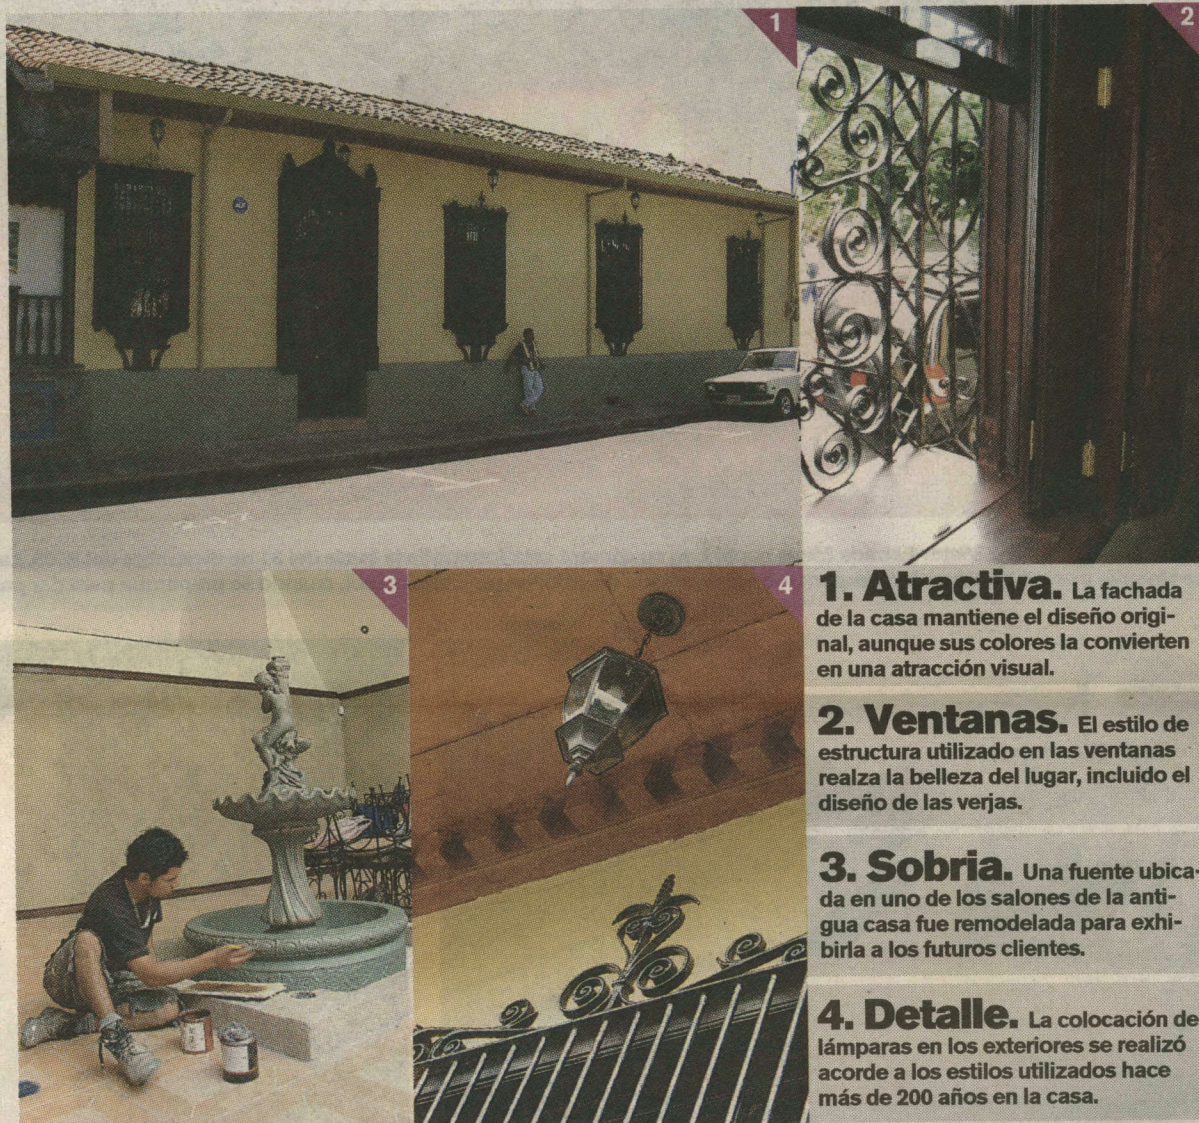 1
2
3
4
1. Atractiva. La fachada
de la casa mantiene el diseño origi-
nal, aunque sus colores la convierten
en una atracción visual.
2. Ventanas. El estilo de
estructura utilizado en las ventanas
realza la belleza del lugar, incluido el
diseño de las verjas.
3. Sobria. Una fuente ubica-
da en uno de los salones de la anti-
gua casa fue remodelada para exhi-
birla a los futuros clientes.
4. Detalle. La colocación de
lámparas en los exteriores se realizó
acorde a los estilos utilizados hace
más de 200 años en la casa.